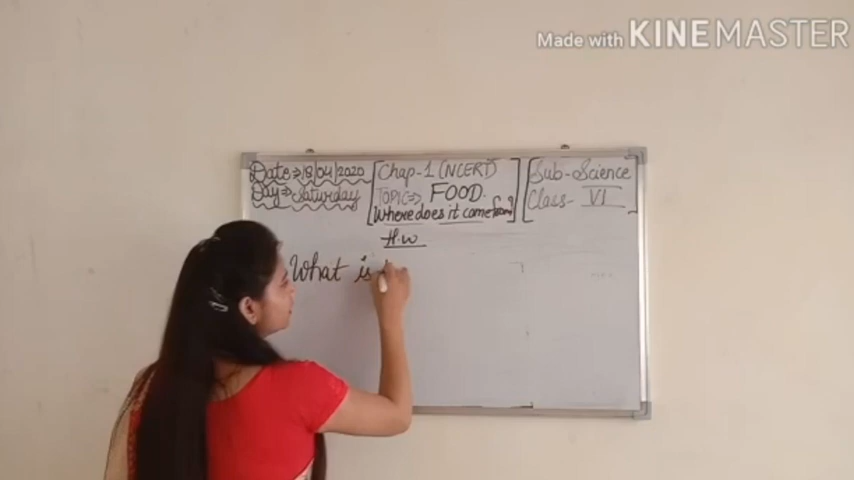 Made with KINEMASTER
Date⇒18/04/2020
Day⇒Saturday
Chap-1 (NCERT)
TOPIC⇒ FOOD.
Where does it come from?
Sub-Science
Class- VI
H.W
What is